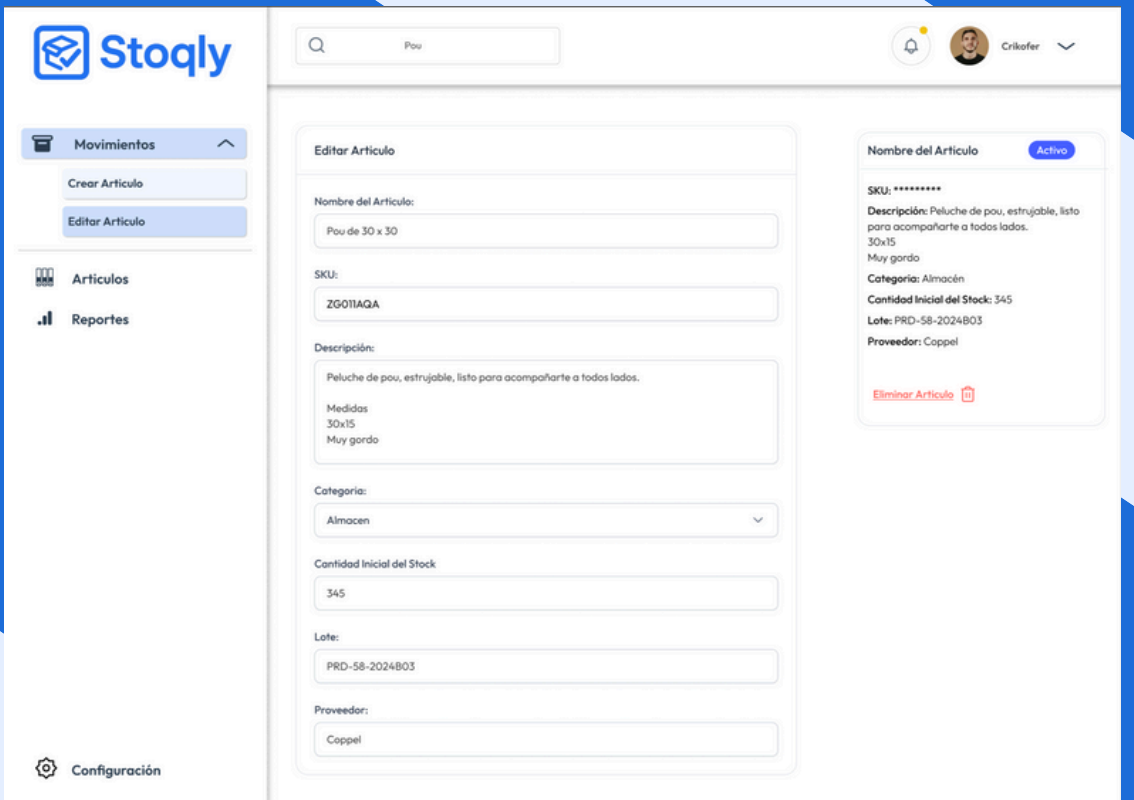 Stoqly
Pou
Crikofer
Movimientos
Crear Articulo
Editar Articulo
Articulos
Reportes
Configuración
Editar Articulo
Nombre del Articulo:
Pou de 30 x 30
SKU:
ZG011AQA
Descripción:
Peluche de pou, estrujable, listo para acompañarte a todos lados.
Medidas
30x15
Muy gordo
Categoria:
Almacen
Cantidad Inicial del Stock
345
Lote:
PRD-58-2024B03
Proveedor:
Coppel
Nombre del Articulo
Activo
SKU: *********
Descripción: Peluche de pou, estrujable, listo
para acompañarte a todos lados.
30x15
Muy gordo
Categoria: Almacén
Cantidad Inicial del Stock: 345
Lote: PRD-58-2024B03
Proveedor: Coppel
Eliminar Articulo